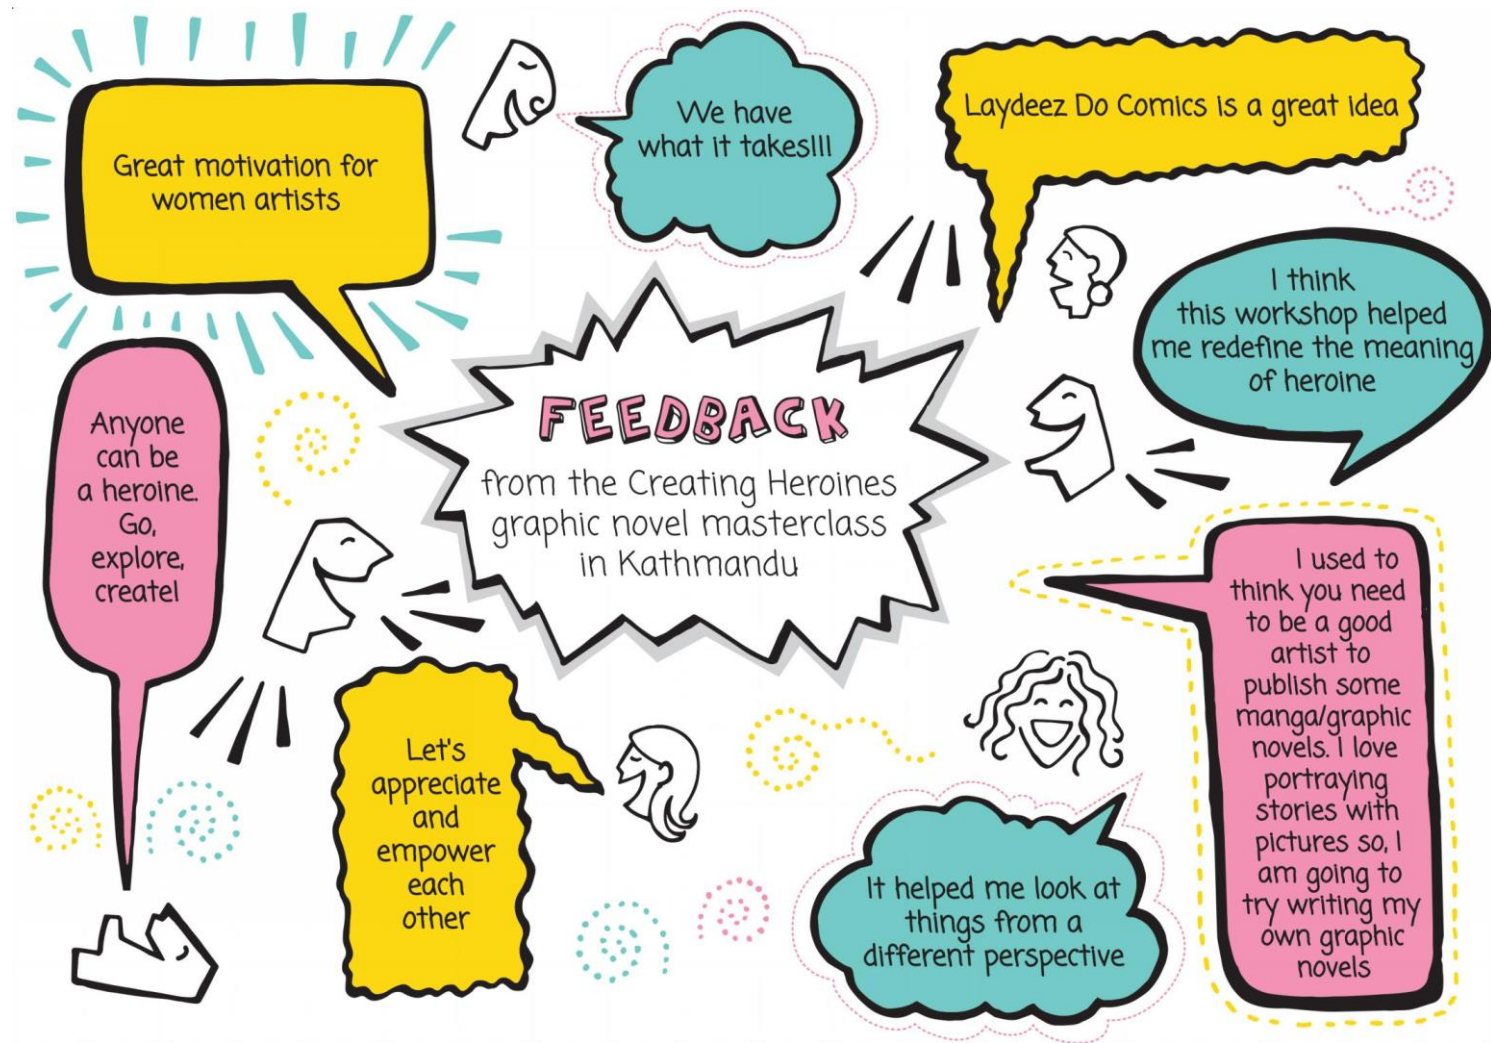 Great motivation for
women artists
We have
what it takes!!!
Laydeez Do Comics is a great idea
I think
this workshop helped
me redefine the meaning
of heroine
FEEDBACK
from the Creating Heroines
graphic novel masterclass
in Kathmandu
Anyone
can be
a heroine.
Go,
explore,
create!
Let's
appreciate
and
empower
each
other
It helped me look at
things from a
different perspective
I used to
think you need
to be a good
artist to
publish some
manga/graphic
novels. I love
portraying
stories with
pictures so, I
am going to
try writing my
own graphic
novels